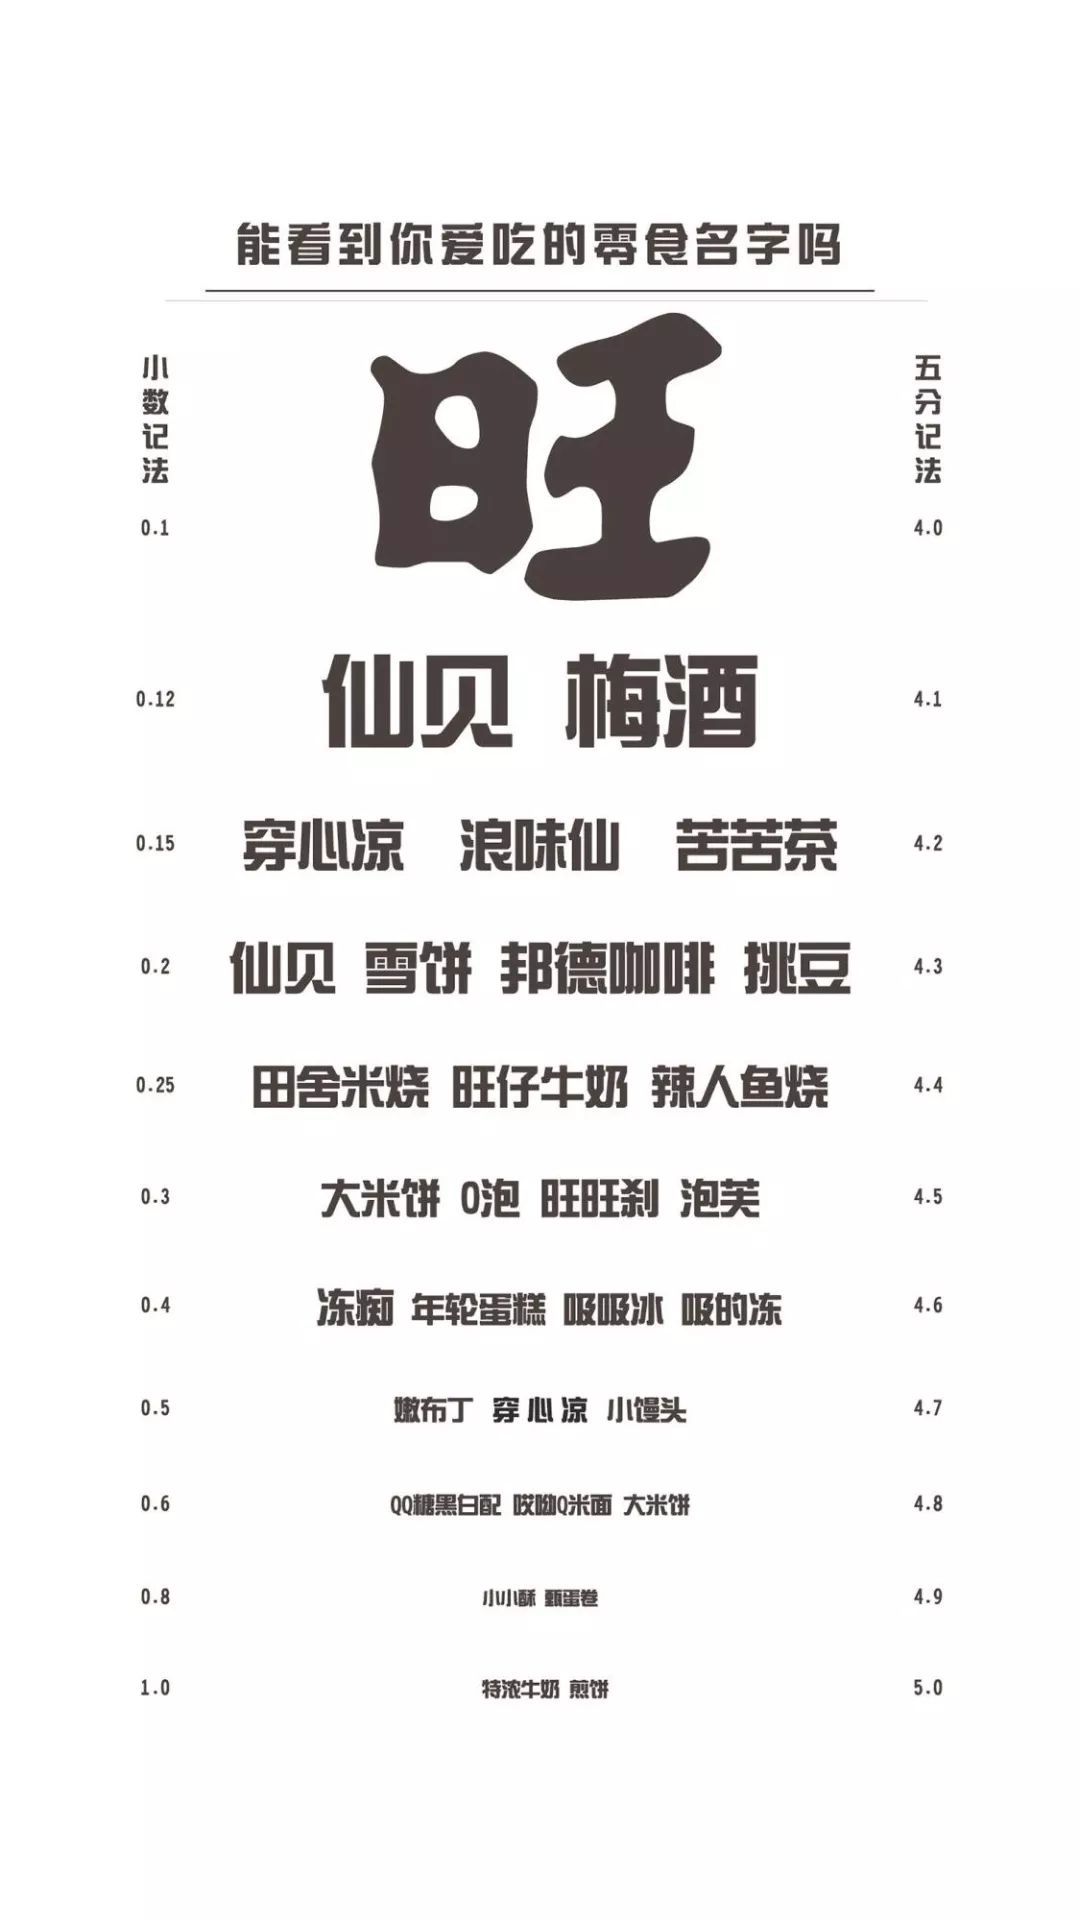 能看到你爱吃的零食名字吗
小数记法
五分记法
旺
0.1 4.0
0.12 仙贝 梅酒 4.1
0.15 穿心凉 浪味仙 苦苦茶 4.2
0.2 仙贝 雪饼 邦德咖啡 挑豆 4.3
0.25 田舍米烧 旺仔牛奶 辣人鱼烧 4.4
0.3 大米饼 O泡 旺旺刹 泡芙 4.5
0.4 冻痴 年轮蛋糕 吸吸冰 吸的冻 4.6
0.5 嫩布丁 穿心凉 小馒头 4.7
0.6 QQ糖黑白配 哎呦Q米面 大米饼 4.8
0.8 小小酥 甄蛋卷 4.9
1.0 特浓牛奶 煎饼 5.0